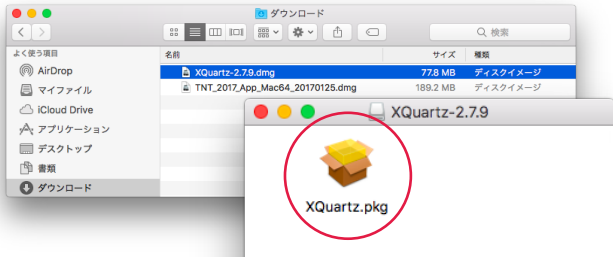 ダウンロード
検索
よく使う項目
AirDrop
マイファイル
iCloud Drive
アプリケーション
デスクトップ
書類
ダウンロード
名前 サイズ 種類
XQuartz-2.7.9.dmg 77.8 MB ディスクイメージ
TNT_2017_App_Mac64_20170125.dmg 189.2 MB ディスクイメージ
XQuartz-2.7.9
XQuartz.pkg